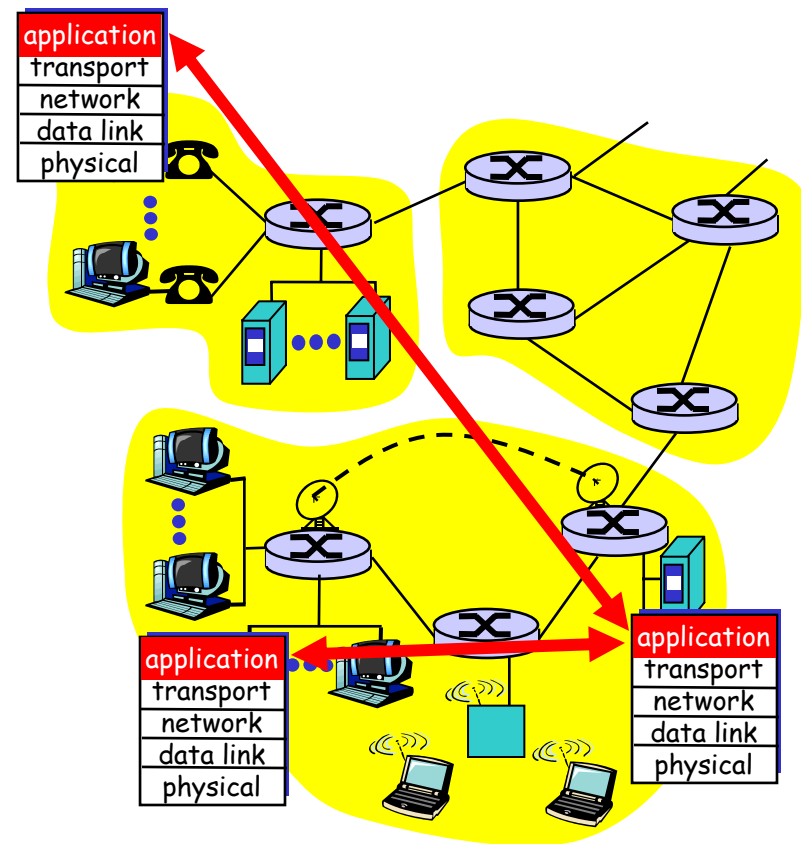 application
transport
network
data link
physical
application
transport
network
data link
physical
application
transport
network
data link
physical